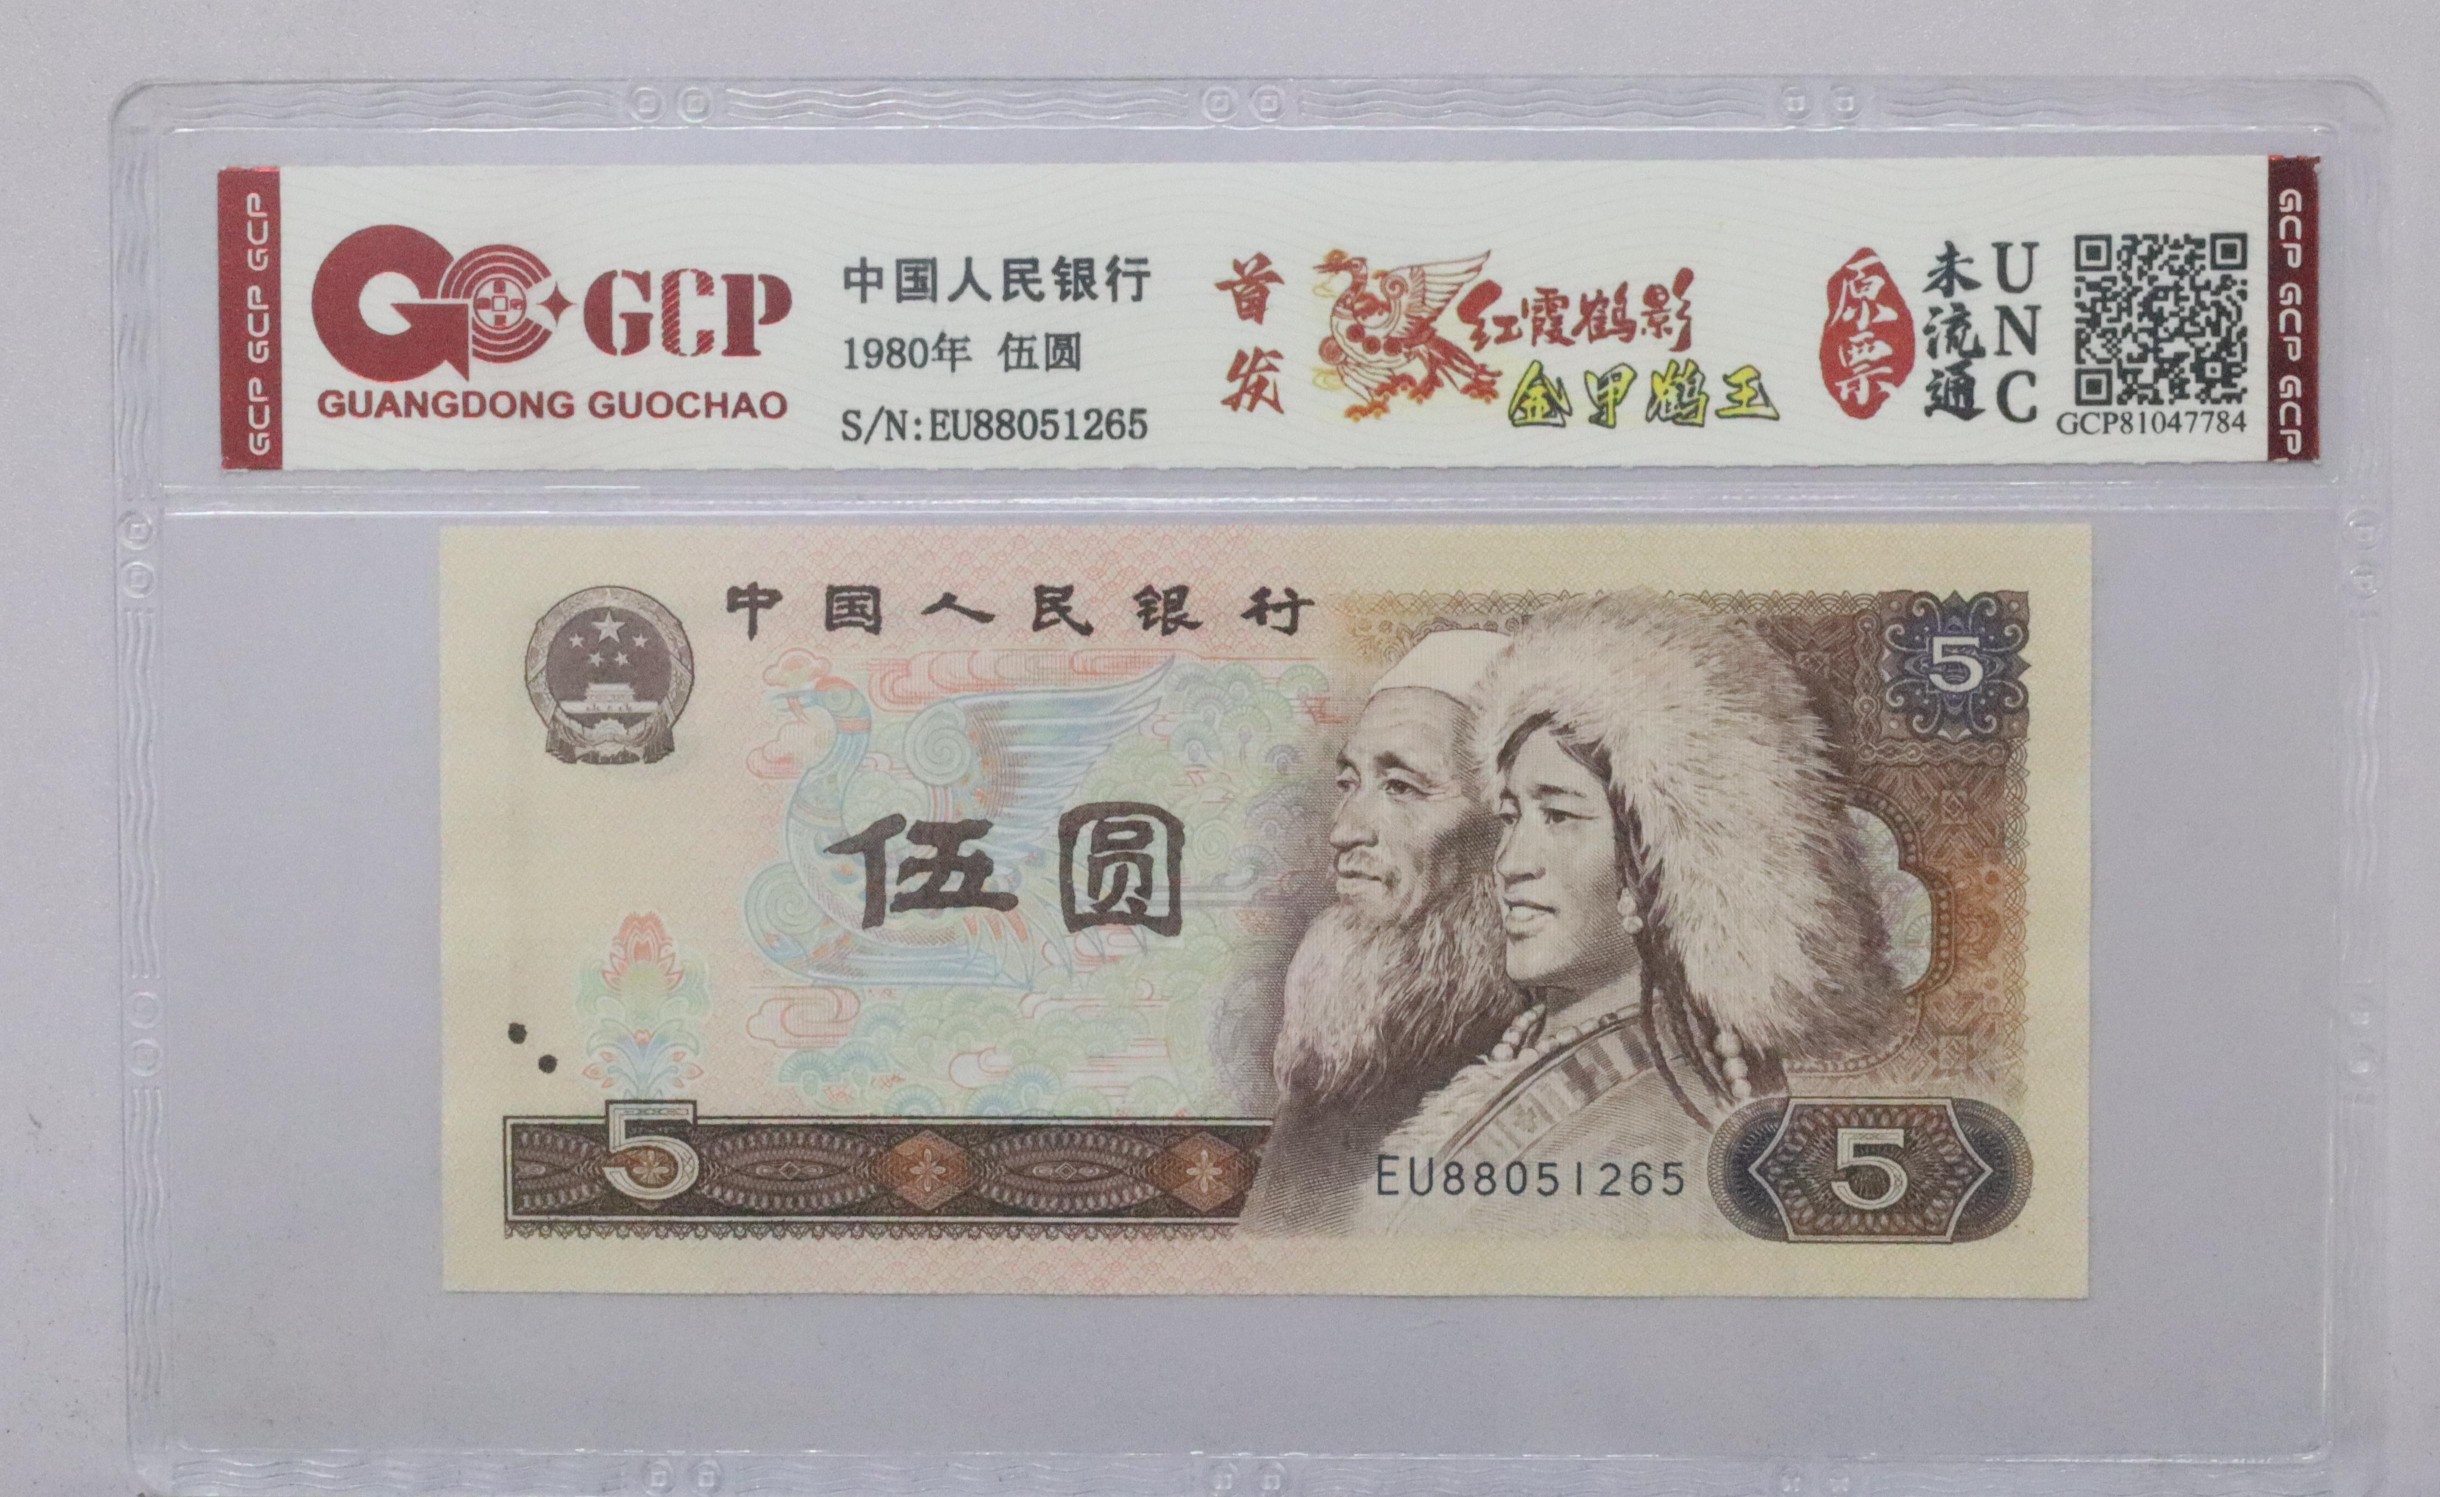 GCP GCP GCP
GCP
GUANGDONG GUOCHAO
中国人民银行
1980年 伍圆
S/N:EU88051265
首发
红霞鹤影
金甲鹤王
原票
未流通
UNC
GCP81047784
GCP GCP GCP
中国人民银行
5
伍圆
5
EU88051265
5